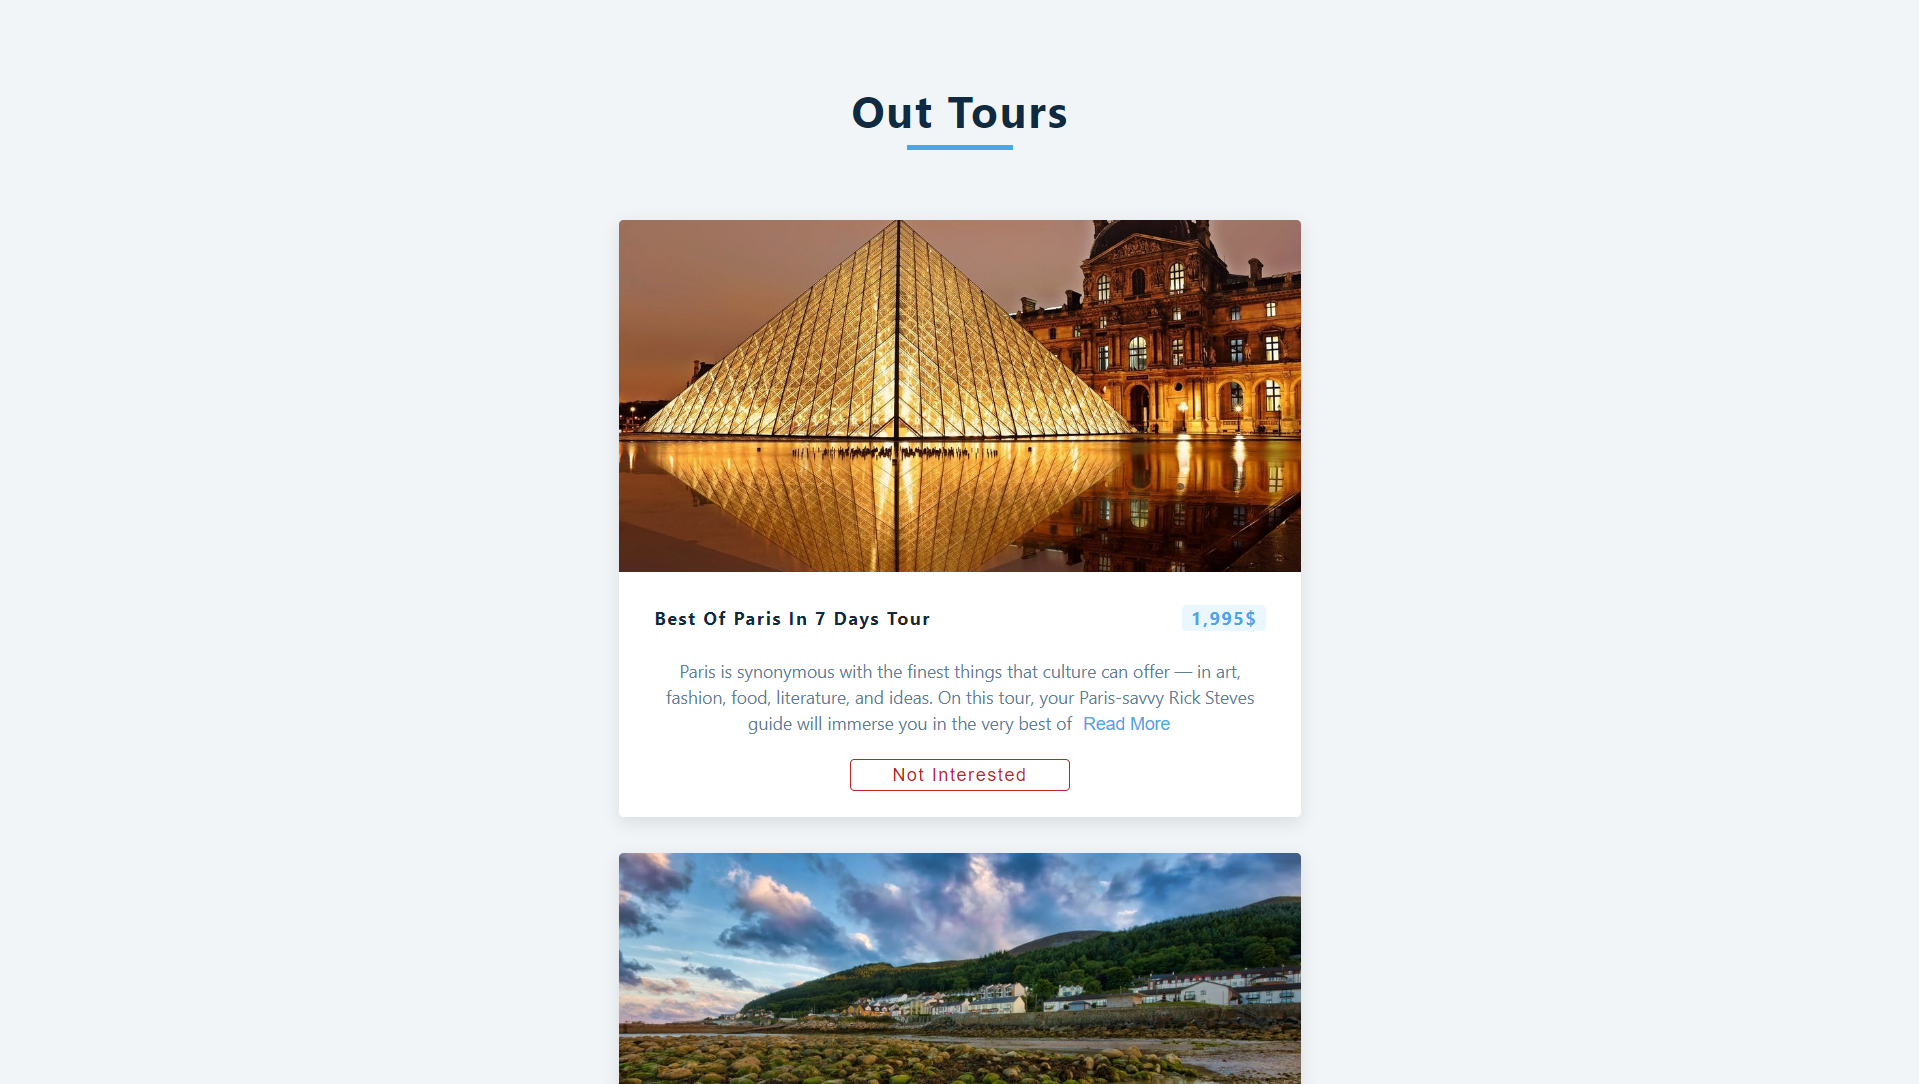 Out Tours
Best Of Paris In 7 Days Tour
1,995$
Paris is synonymous with the finest things that culture can offer — in art,
fashion, food, literature, and ideas. On this tour, your Paris-savvy Rick Steves
guide will immerse you in the very best of Read More
Not Interested